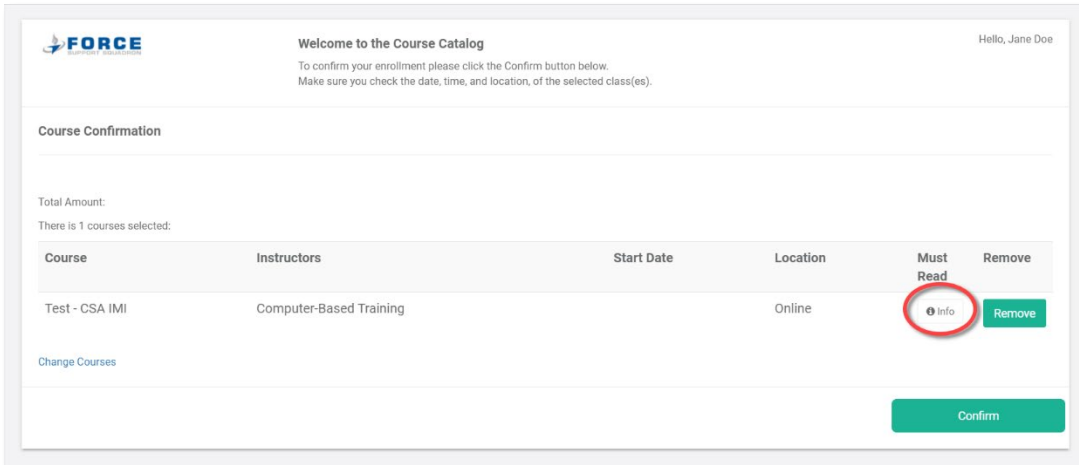 FORCE
SUPPORT SQUADRON
Welcome to the Course Catalog
Hello, Jane Doe
To confirm your enrollment please click the Confirm button below.
Make sure you check the date, time, and location, of the selected class(es).
Course Confirmation
Total Amount:
There is 1 courses selected:
Course Instructors Start Date Location Must Read Remove
Test - CSA IMI Computer-Based Training Online Info Remove
Change Courses
Confirm